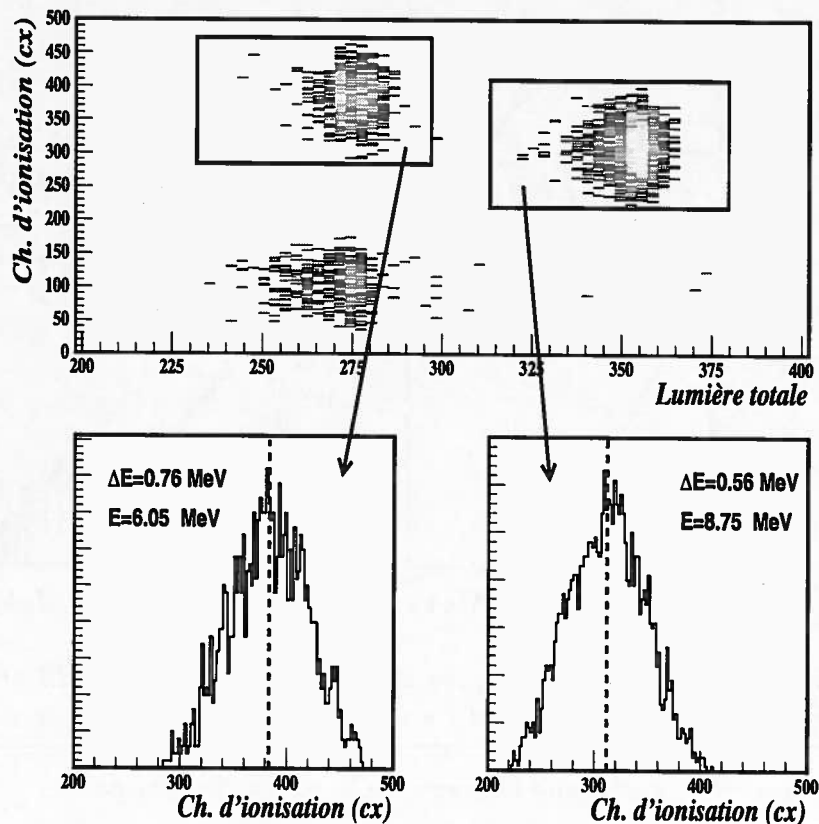 Ch. d'ionisation (cx)
500
450
400
350
300
250
200
150
100
50
0
200 225 250 275 300 325 350 375 400
Lumière totale
ΔE=0.76 MeV
E=6.05 MeV
200 300 400 500
Ch. d'ionisation (cx)
ΔE=0.56 MeV
E=8.75 MeV
200 300 400 500
Ch. d'ionisation (cx)